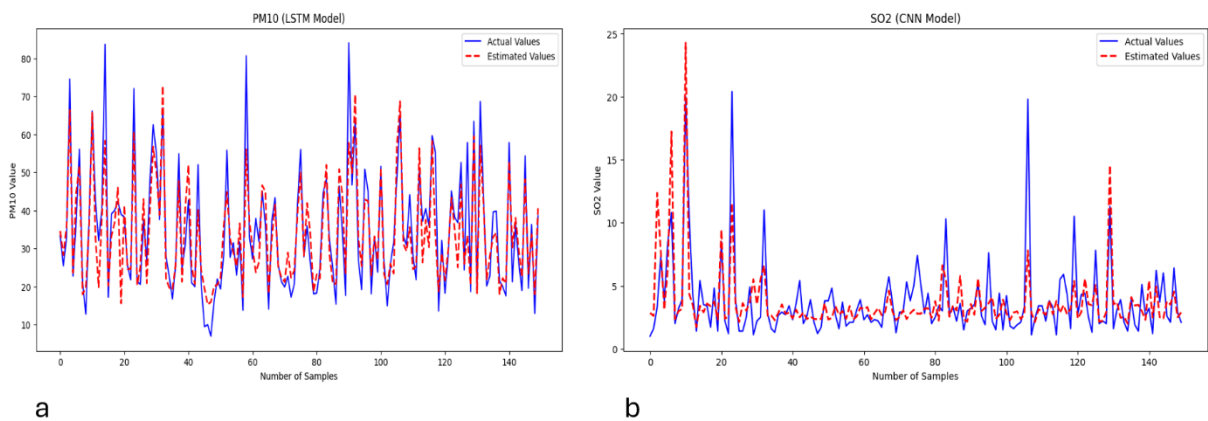 PM10 (LSTM Model)
Actual Values
Estimated Values
PM10 Value
80
70
60
50
40
30
20
10
0
20
40
60
80
100
120
140
Number of Samples
a
SO2 (CNN Model)
Actual Values
Estimated Values
SO2 Value
25
20
15
10
5
0
0
20
40
60
80
100
120
140
Number of Samples
b